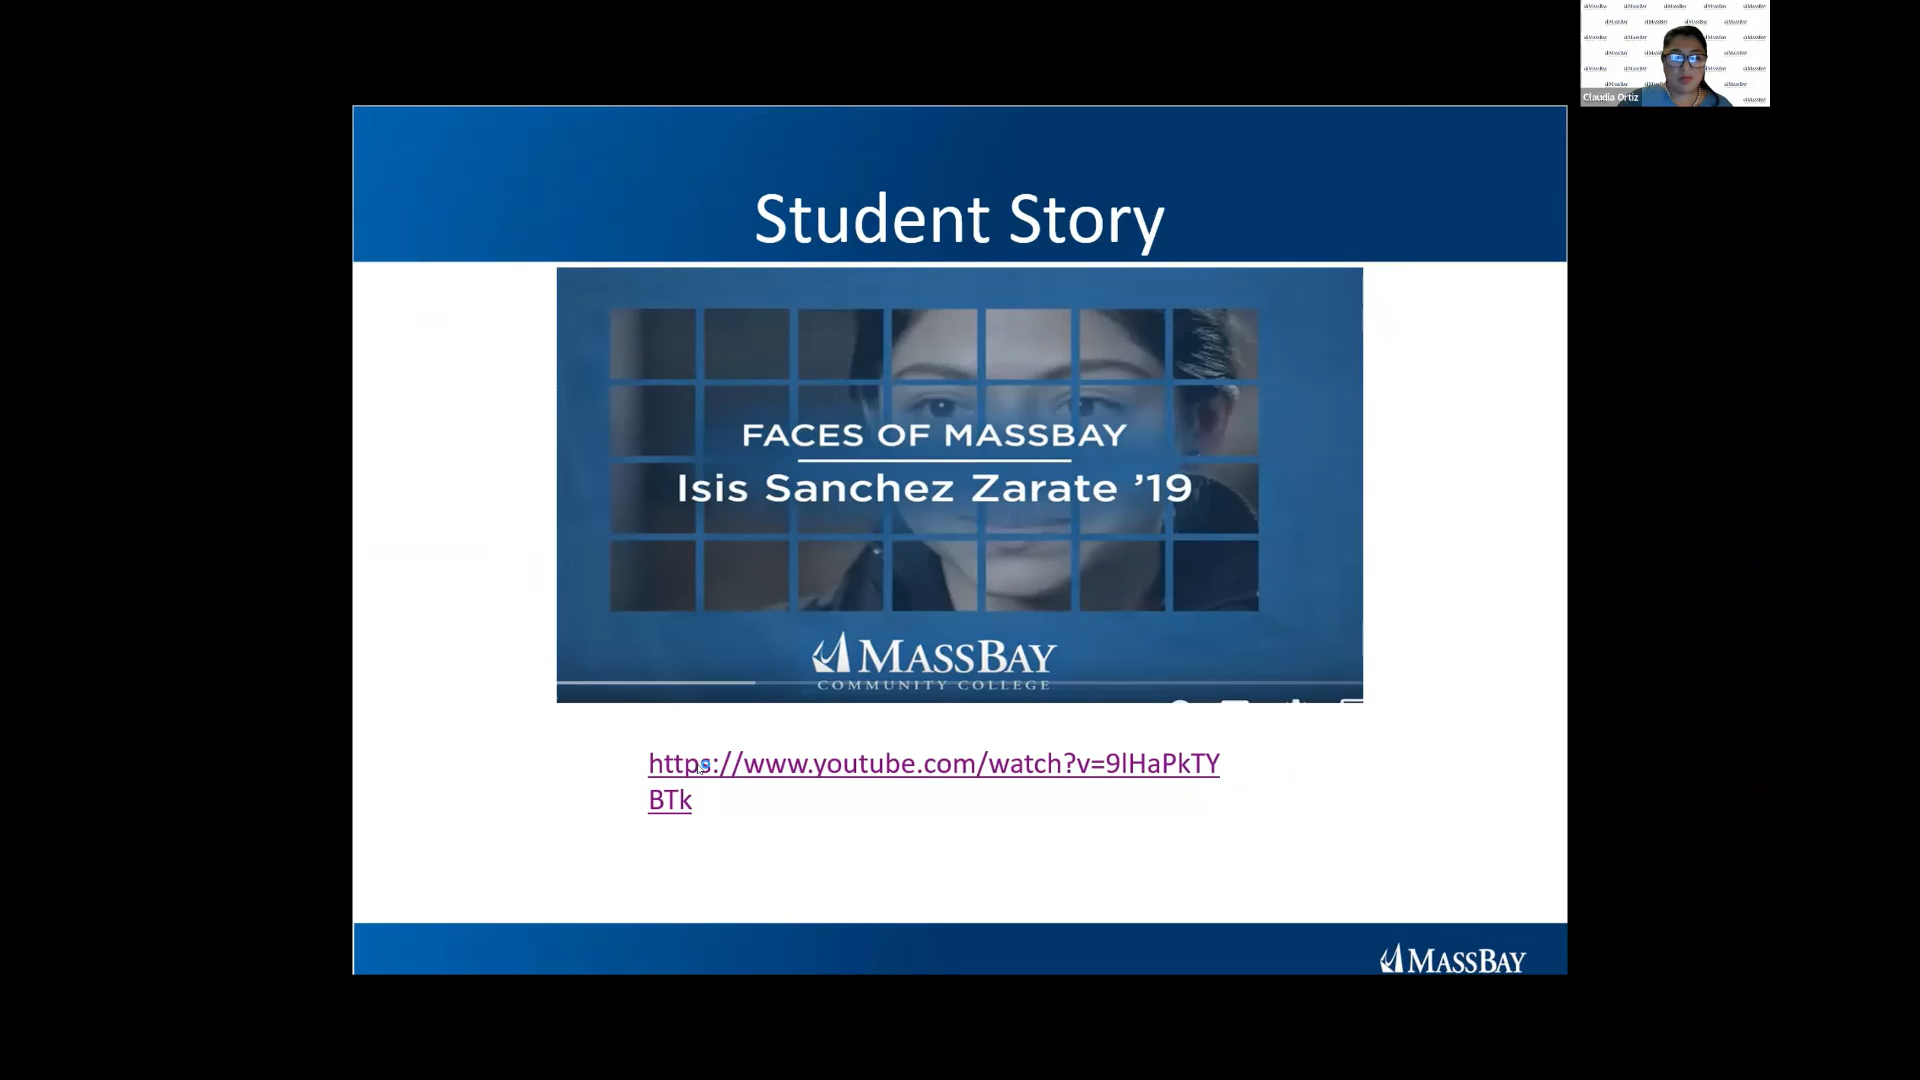 MASSBAY
Claudia Ortiz
Student Story
FACES OF MASSBAY
Isis Sanchez Zarate ’19
MASSBAY
COMMUNITY COLLEGE
https://www.youtube.com/watch?v=9lHaPkTY
BTk
MASSBAY